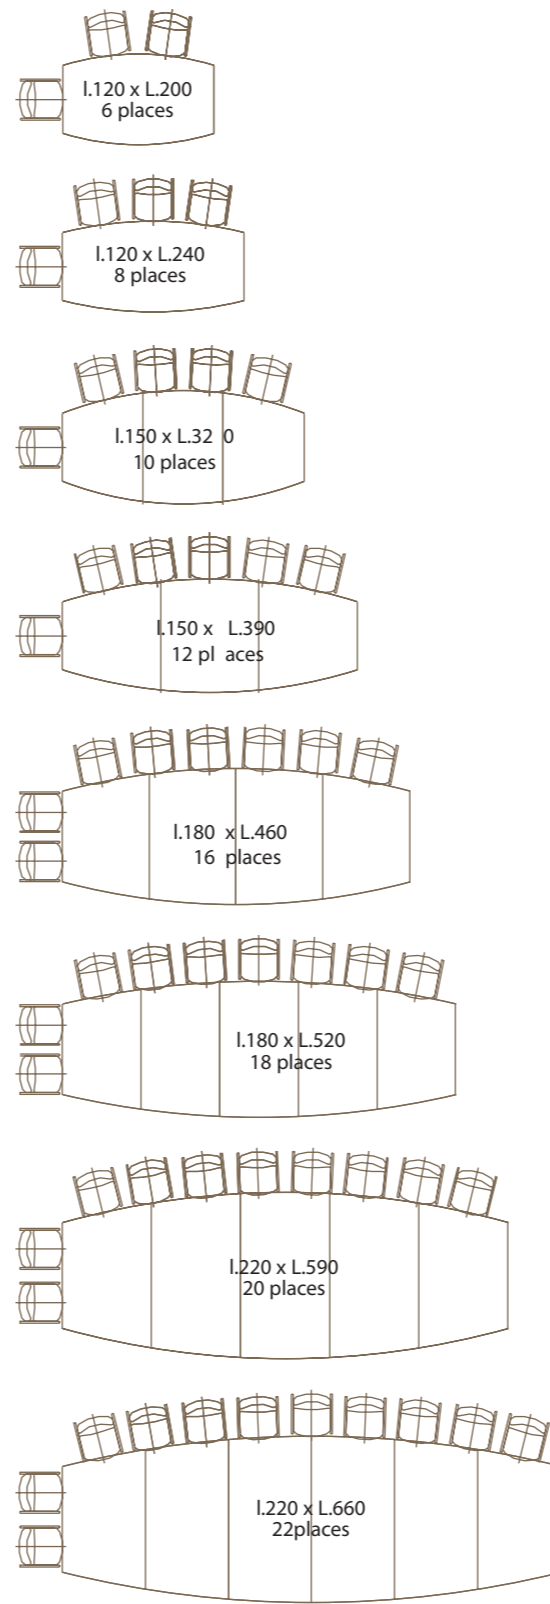 l.120 x L.200
6 places
l.120 x L.240
8 places
l.150 x L.32 0
10 places
l.150 x L.390
12 pl aces
l.180 x L.460
16 places
l.180 x L.520
18 places
l.220 x L.590
20 places
l.220 x L.660
22places